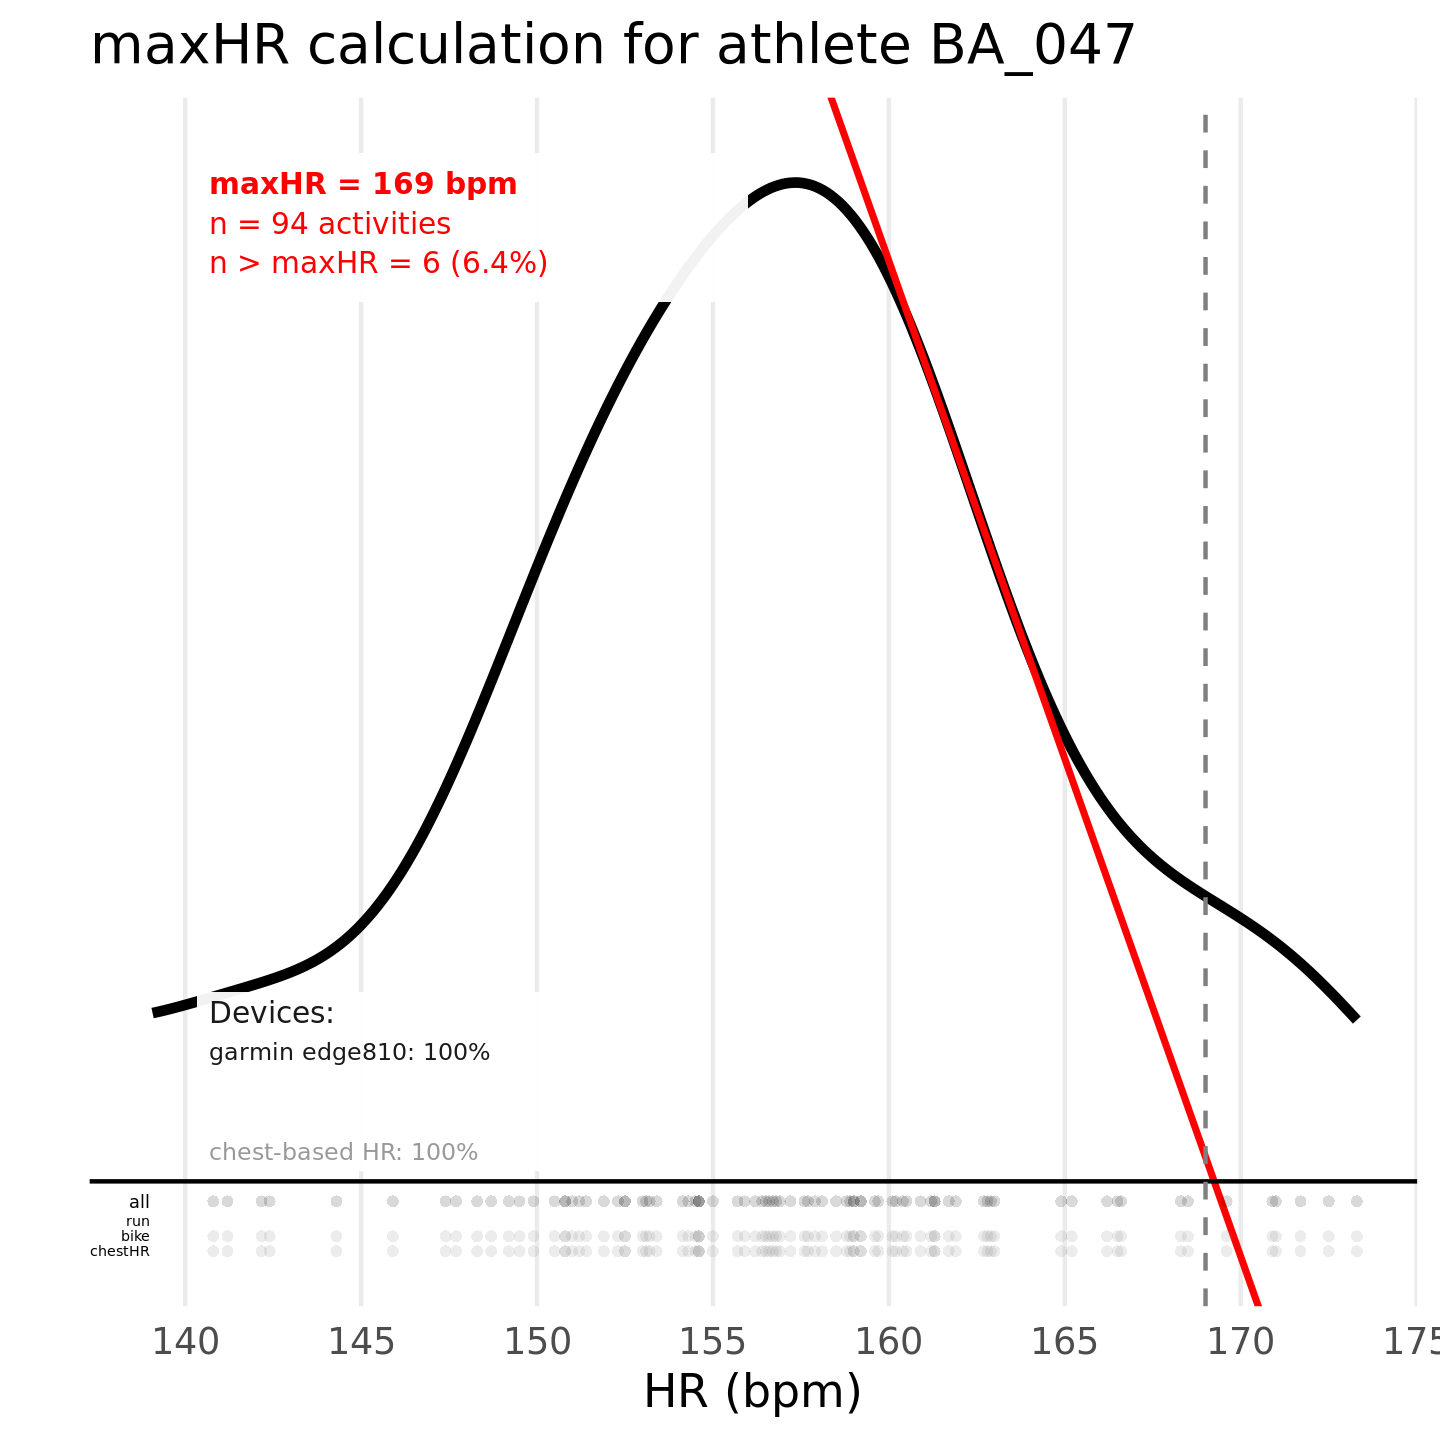 maxHR calculation for athlete BA_047
maxHR = 169 bpm
n = 94 activities
n > maxHR = 6 (6.4%)
Devices:
garmin edge810: 100%
chest-based HR: 100%
all
run
bike
chestHR
140 145 150 155 160 165 170 175
HR (bpm)